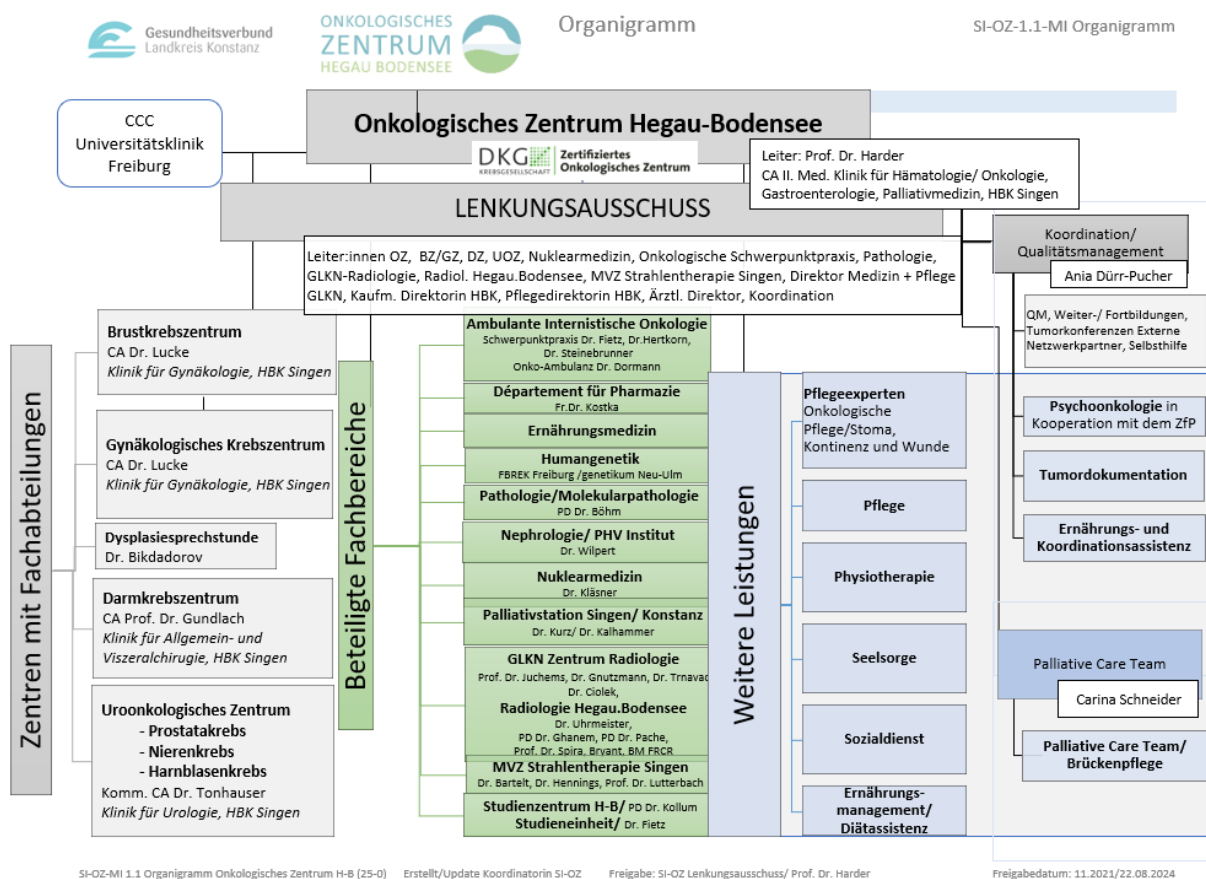 Gesundheitsverbund
Landkreis Konstanz
ONKOLOGISCHES
ZENTRUM
HEGAU BODENSEE
Organigramm
SI-OZ-1.1-MI Organigramm
CCC
Universitätsklinik
Freiburg
Onkologisches Zentrum Hegau-Bodensee
DKG
KREBSGESELLSCHAFT
Zertifiziertes
Onkologisches Zentrum
Leiter: Prof. Dr. Harder
CA II. Med. Klinik für Hämatologie/ Onkologie,
Gastroenterologie, Palliativmedizin, HBK Singen
LENKUNGSAUSSCHUSS
Leiter:innen OZ, BZ/GZ, DZ, UOZ, Nuklearmedizin, Onkologische Schwerpunktpraxis, Pathologie,
GLKN-Radiologie, Radiol. Hegau.Bodensee, MVZ Strahlentherapie Singen, Direktor Medizin + Pflege
GLKN, Kaufm. Direktorin HBK, Pflegedirektorin HBK, Ärztl. Direktor, Koordination
Koordination/
Qualitätsmanagement
Ania Dürr-Pucher
QM, Weiter-/ Fortbildungen,
Tumorkonferenzen Externe
Netzwerkpartner, Selbsthilfe
Psychoonkologie in
Kooperation mit dem ZfP
Tumordokumentation
Ernährungs- und
Koordinationsassistenz
Palliative Care Team
Carina Schneider
Palliative Care Team/
Brückenpflege
Zentren mit Fachabteilungen
Brustkrebszentrum
CA Dr. Lucke
Klinik für Gynäkologie, HBK Singen
Gynäkologisches Krebszentrum
CA Dr. Lucke
Klinik für Gynäkologie, HBK Singen
Dysplasiesprechstunde
Dr. Bikdadorov
Darmkrebszentrum
CA Prof. Dr. Gundlach
Klinik für Allgemein- und
Viszeralchirugie, HBK Singen
Uroonkologisches Zentrum
- Prostatakrebs
- Nierenkrebs
- Harnblasenkrebs
Komm. CA Dr. Tonhauser
Klinik für Urologie, HBK Singen
Beteiligte Fachbereiche
Ambulante Internistische Onkologie
Schwerpunktpraxis Dr. Fietz, Dr.Hertkorn,
Dr. Steinebrunner
Onko-Ambulanz Dr. Dormann
Département für Pharmazie
Fr.Dr. Kostka
Ernährungsmedizin
Humangenetik
FBREK Freiburg /genetikum Neu-Ulm
Pathologie/Molekularpathologie
PD Dr. Böhm
Nephrologie/ PHV Institut
Dr. Wilpert
Nuklearmedizin
Dr. Kläsner
Palliativstation Singen/ Konstanz
Dr. Kurz/ Dr. Kalhammer
GLKN Zentrum Radiologie
Prof. Dr. Juchems, Dr. Gnutzmann, Dr. Trnavac
Dr. Ciolek,
Radiologie Hegau.Bodensee
Dr. Uhrmeister,
PD Dr. Ghanem, PD Dr. Pache,
Prof. Dr. Spira, Bryant, BM FRCR
MVZ Strahlentherapie Singen
Dr. Bartelt, Dr. Hennings, Prof. Dr. Lutterbach
Studienzentrum H-B/ PD Dr. Kollum
Studieneinheit/ Dr. Fietz
Weitere Leistungen
Pflegeexperten
Onkologische
Pflege/Stoma,
Kontinenz und Wunde
Pflege
Physiotherapie
Seelsorge
Sozialdienst
Ernährungs-
management/
Diätassistenz
SI-OZ-MI 1.1 Organigramm Onkologisches Zentrum H-B (25-0) Erstellt/Update Koordinatorin SI-OZ Freigabe: SI-OZ Lenkungsausschuss/ Prof. Dr. Harder Freigabedatum: 11.2021/22.08.2024